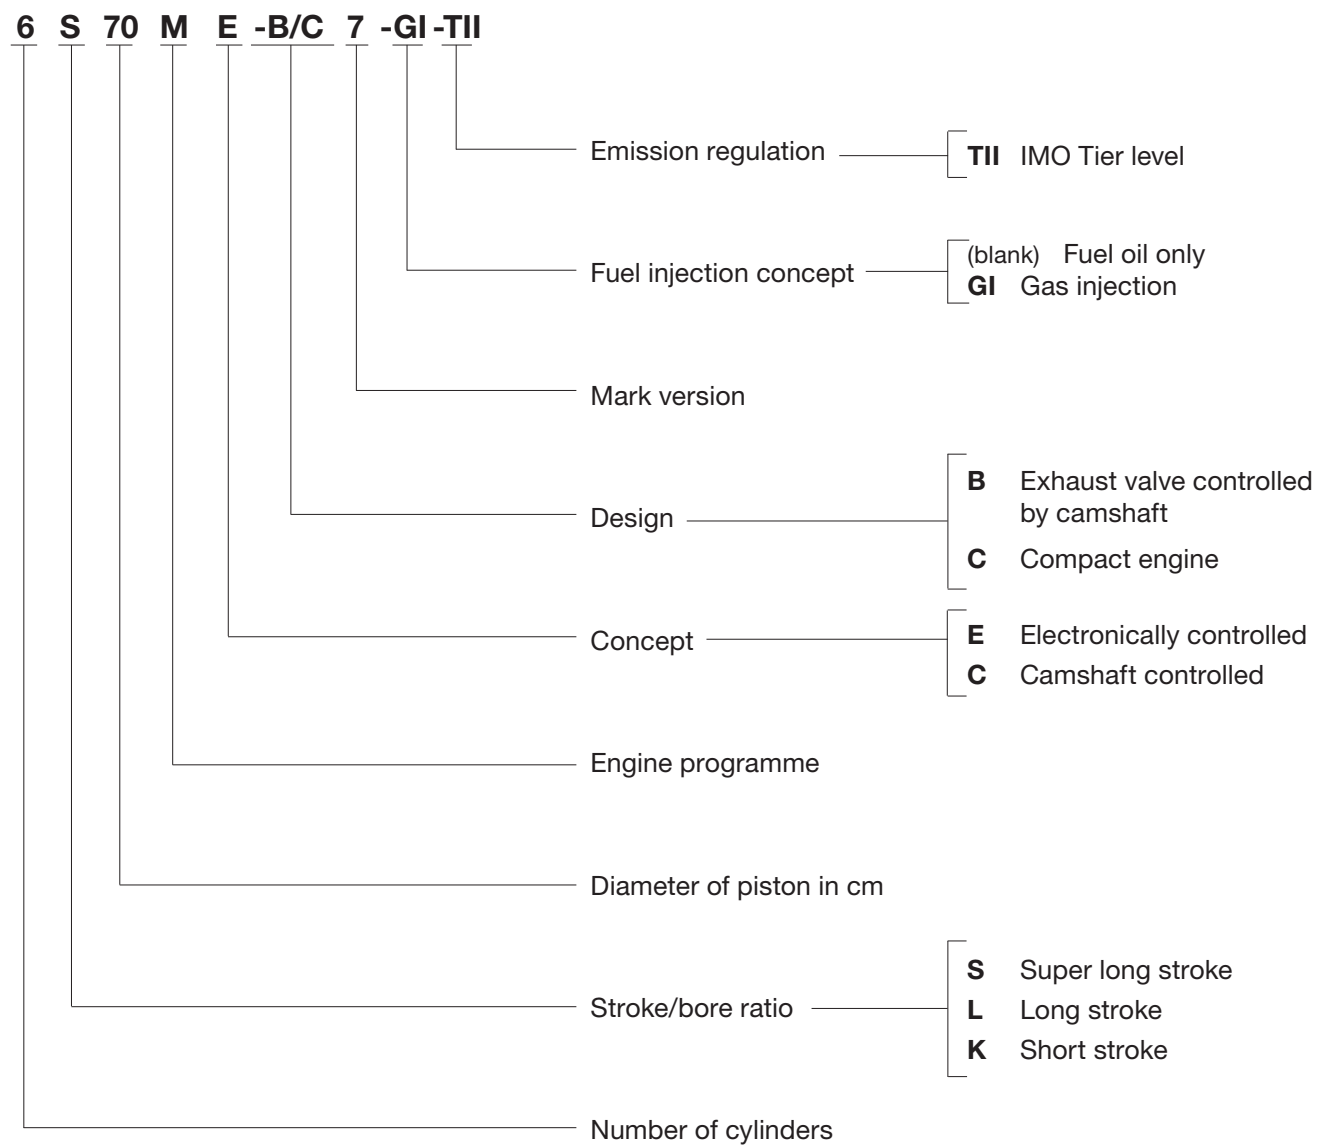 6 S 70 M E -B/C 7 -GI -TII
Emission regulation
TII IMO Tier level
Fuel injection concept
(blank) Fuel oil only
GI Gas injection
Mark version
Design
B Exhaust valve controlled
by camshaft
C Compact engine
Concept
E Electronically controlled
C Camshaft controlled
Engine programme
Diameter of piston in cm
Stroke/bore ratio
S Super long stroke
L Long stroke
K Short stroke
Number of cylinders